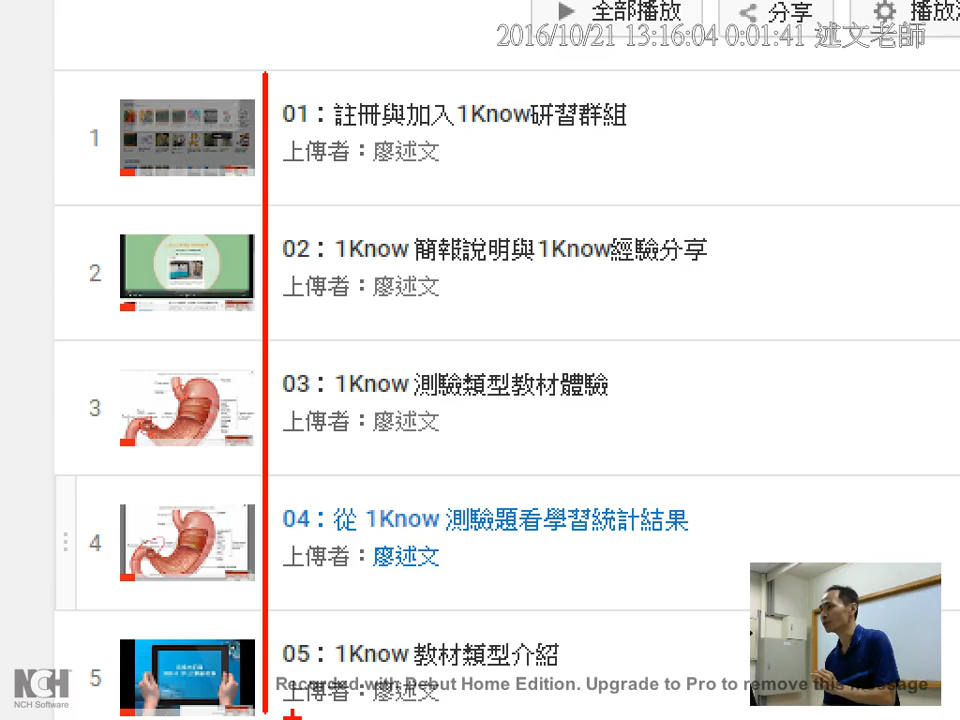 全部播放
分享
播放
2016/10/21 13:16:04 0:01:41 述文老師
1
01：註冊與加入1Know研習群組
上傳者：廖述文
2
02： 1Know 簡報說明與1Know經驗分享
上傳者：廖述文
3
03： 1Know 測驗類型教材體驗
上傳者：廖述文
4
04：從 1Know 測驗題看學習統計結果
上傳者：廖述文
5
05： 1Know 教材類型介紹
上傳者：廖述文
NCH
NCH Software
Recorded with Debut Home Edition. Upgrade to Pro to remove this message